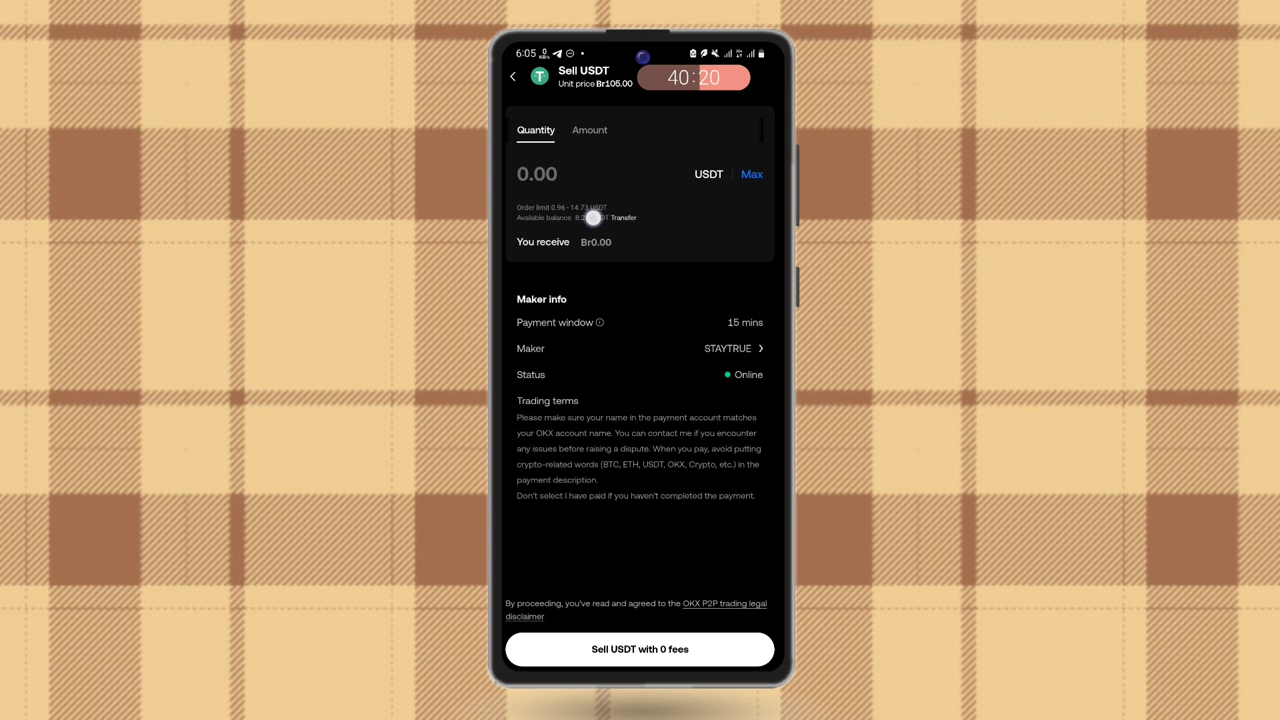 6:05 0 KB/s
Sell USDT
Unit price Br105.00
40:20
Quantity Amount
0.00 USDT Max
Order limit 0.96 - 14.73 USDT
Available balance Transfer
You receive Br0.00
Maker info
Payment window 15 mins
Maker STAYTRUE
Status Online
Trading terms
Please make sure your name in the payment account matches
your OKX account name. You can contact me if you encounter
any issues before raising a dispute. When you pay, avoid putting
crypto-related words (BTC, ETH, USDT, OKX, Crypto, etc.) in the
payment description.
Don't select I have paid if you haven't completed the payment.
By proceeding, you've read and agreed to the OKX P2P trading legal
disclaimer
Sell USDT with 0 fees